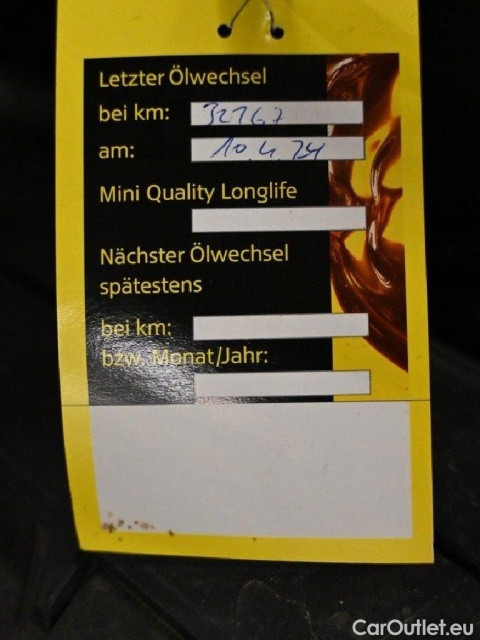 Letzter Ölwechsel
bei km: 32767
am: 10.4.24
Mini Quality Longlife
Nächster Ölwechsel
spätestens
bei km:
bzw. Monat/Jahr:
CarOutlet.eu